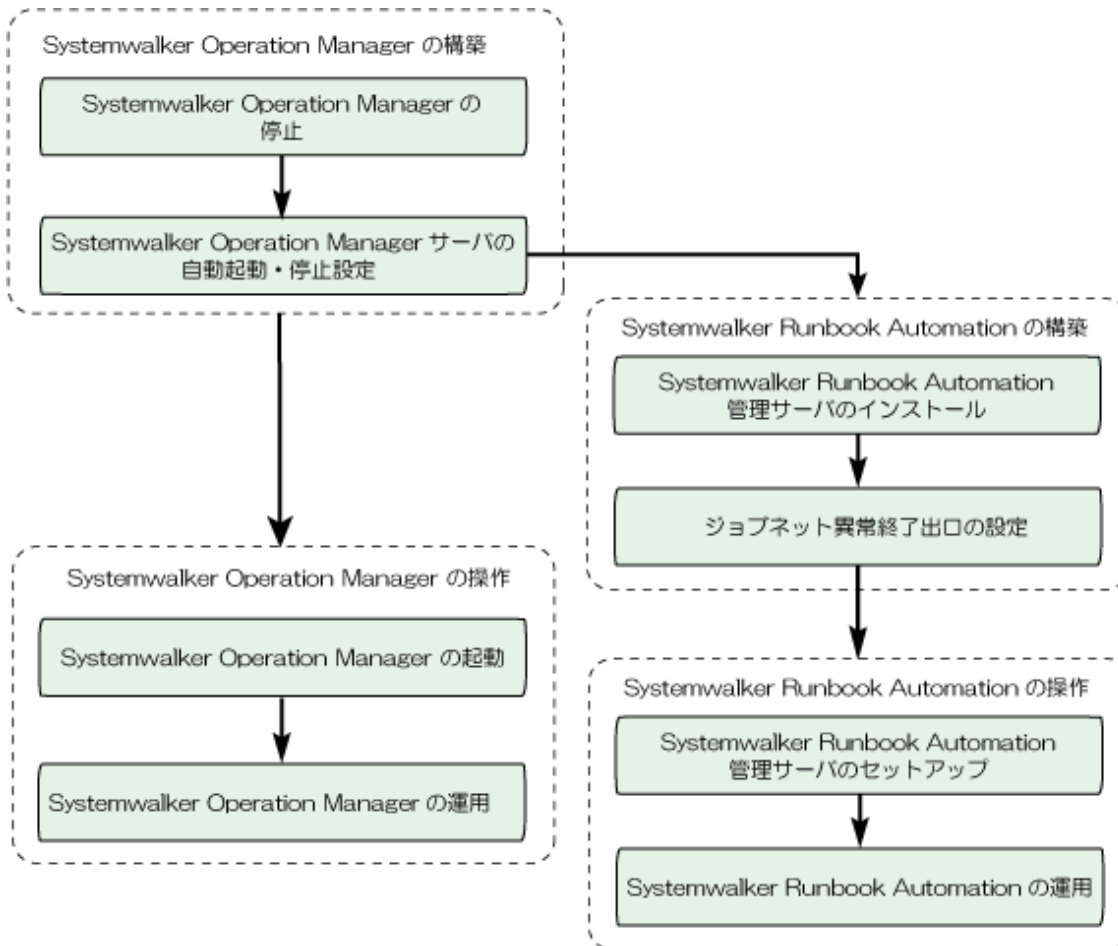 Systemwalker Operation Manager の構築
Systemwalker Operation Manager の
停止
Systemwalker Operation Manager サーバの
自動起動・停止設定
Systemwalker Operation Manager の操作
Systemwalker Operation Manager の起動
Systemwalker Operation Manager の運用
Systemwalker Runbook Automation の構築
Systemwalker Runbook Automation
管理サーバのインストール
ジョブネット異常終了出口の設定
Systemwalker Runbook Automation の操作
Systemwalker Runbook Automation
管理サーバのセットアップ
Systemwalker Runbook Automation の運用